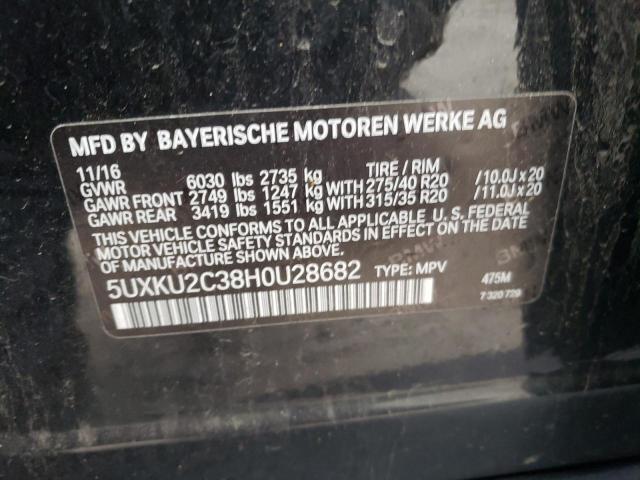 MFD BY BAYERISCHE MOTOREN WERKE AG
11/16 TIRE / RIM
GVWR 6030 lbs 2735 kg
GAWR FRONT 2749 lbs 1247 kg WITH 275/40 R20 /10.0J x 20
GAWR REAR 3419 lbs 1551 kg WITH 315/35 R20 /11.0J x 20
THIS VEHICLE CONFORMS TO ALL APPLICABLE U. S. FEDERAL
MOTOR VEHICLE SAFETY STANDARDS IN EFFECT ON THE DATE
OF MANUFACTURE SHOWN ABOVE.
5UXKU2C38H0U28682 TYPE: MPV 475M
7 320 729